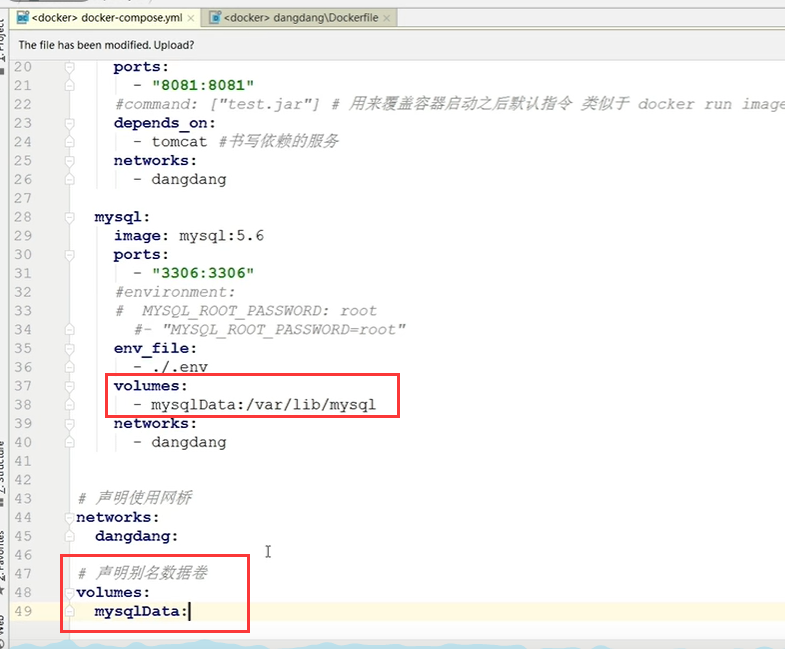 <docker> docker-compose.yml
<docker> dangdang\Dockerfile
The file has been modified. Upload?
20 ports:
21 - "8081:8081"
22 #command: ["test.jar"] # 用来覆盖容器启动之后默认指令 类似于 docker run image
23 depends_on:
24 - tomcat #书写依赖的服务
25 networks:
26 - dangdang
27
28 mysql:
29 image: mysql:5.6
30 ports:
31 - "3306:3306"
32 #environment:
33 # MYSQL_ROOT_PASSWORD: root
34 #- "MYSQL_ROOT_PASSWORD=root"
35 env_file:
36 - ./.env
37 volumes:
38 - mysqlData:/var/lib/mysql
39 networks:
40 - dangdang
41
42
43 # 声明使用网桥
44 networks:
45 dangdang:
46
47 # 声明别名数据卷
48 volumes:
49 mysqlData:
Z: Structure
2: Favorites